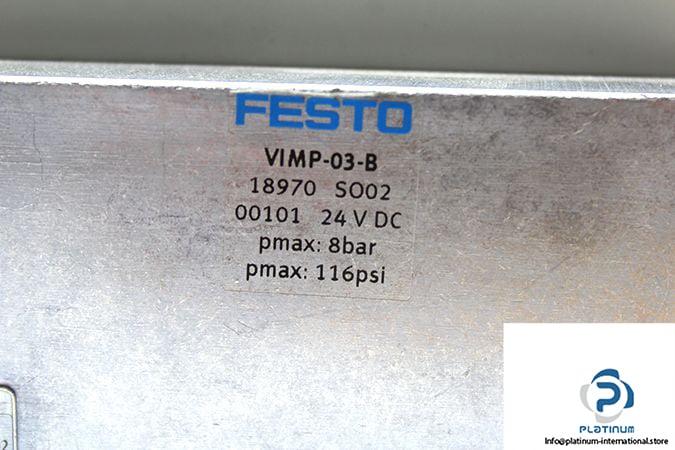 FESTO
VIMP-03-B
18970 SO02
00101 24 V DC
pmax: 8bar
pmax: 116psi
PLATINUM
Info@platinum-international.store